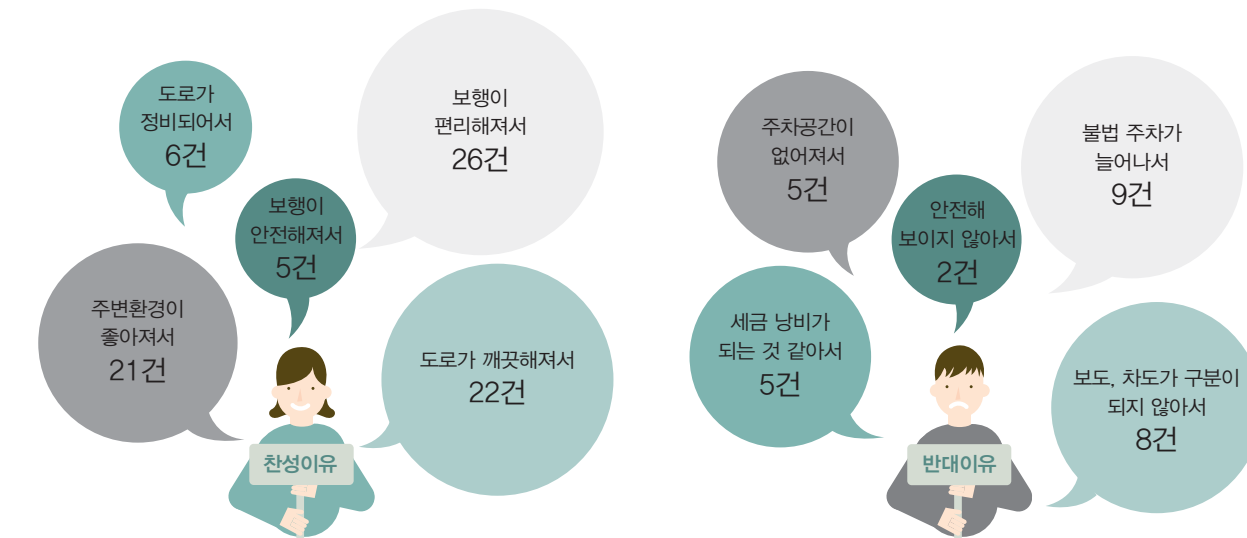 도로가
정비되어서
6건
보행이
편리해져서
26건
보행이
안전해져서
5건
주변환경이
좋아져서
21건
도로가 깨끗해져서
22건
찬성이유
주차공간이
없어져서
5건
불법 주차가
늘어나서
9건
안전해
보이지 않아서
2건
세금 낭비가
되는 것 같아서
5건
보도, 차도가 구분이
되지 않아서
8건
반대이유